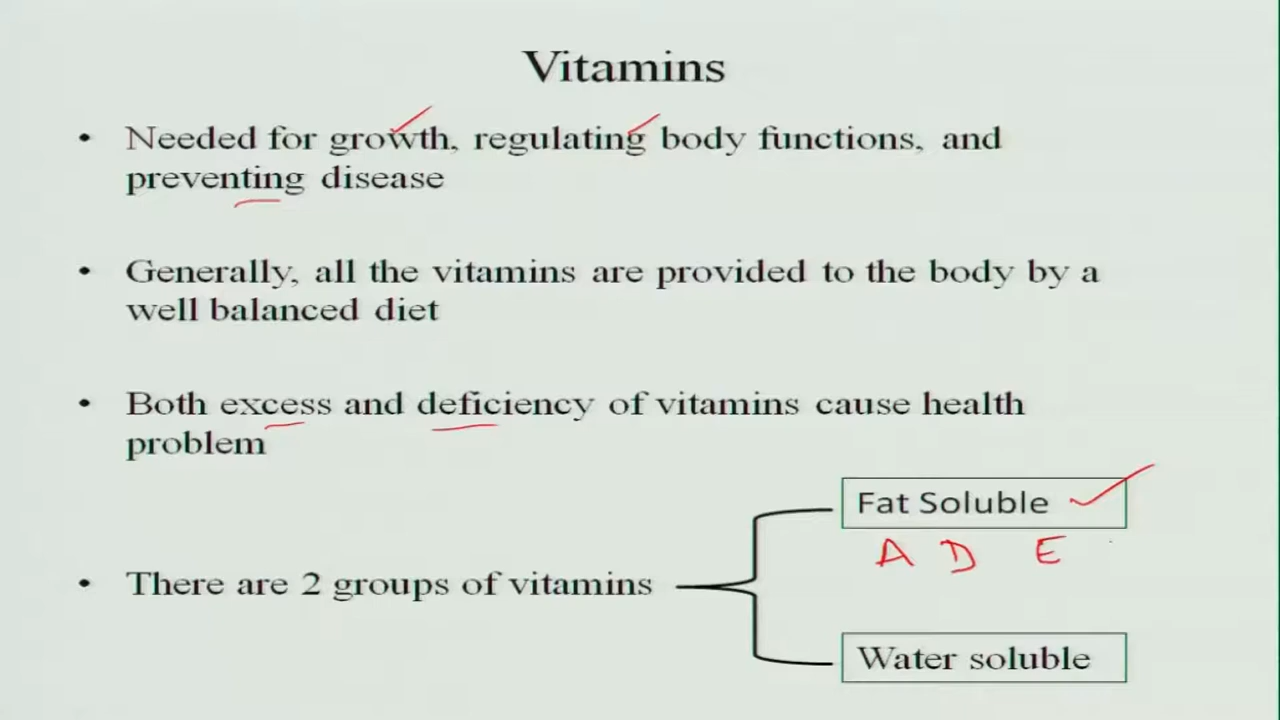 Vitamins
• Needed for growth, regulating body functions, and
preventing disease
• Generally, all the vitamins are provided to the body by a
well balanced diet
• Both excess and deficiency of vitamins cause health
problem
Fat Soluble
A D E
• There are 2 groups of vitamins
Water soluble